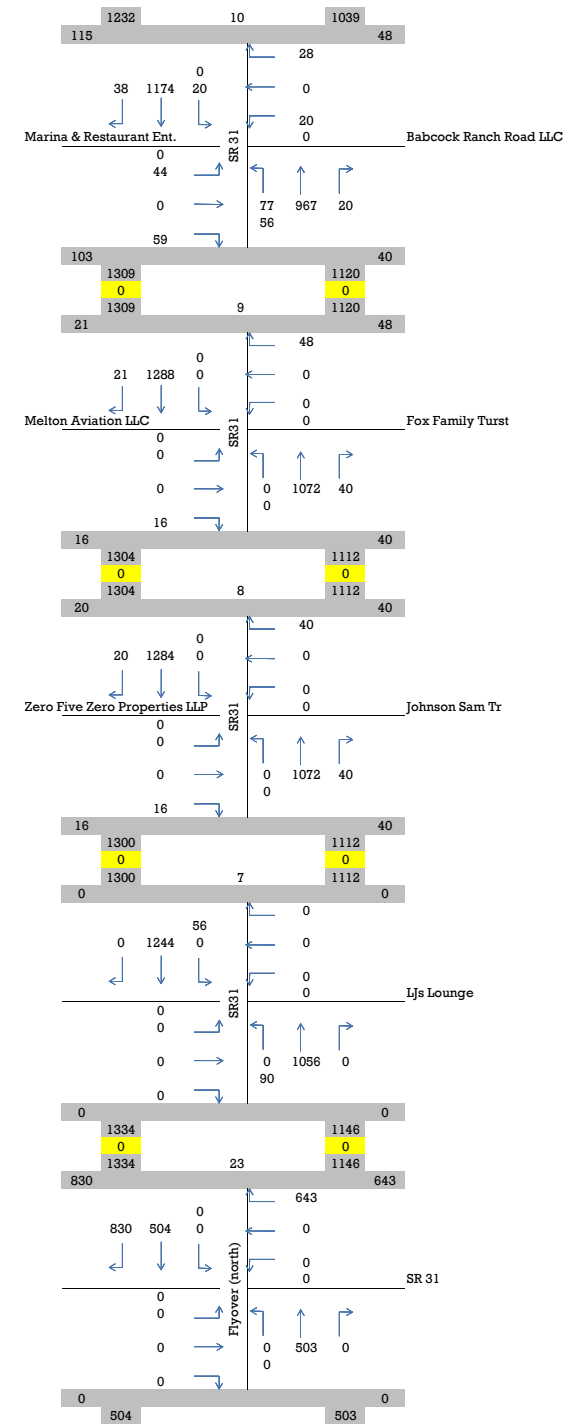 1232 10 1039
115 48
28
0
38 1174 20 0
20
Marina & Restaurant Ent. SR 31 0 Babcock Ranch Road LLC
0
44
0 77 967 20
56
59
103 40
1309 1120
0 0
1309 9 1120
21 48
48
0
21 1288 0 0
0
Melton Aviation LLC SR31 0 Fox Family Turst
0
0
0 0 1072 40
0
16
16 40
1304 1112
0 0
1304 8 1112
20 40
40
0
20 1284 0 0
0
Zero Five Zero Properties LLP SR31 0 Johnson Sam Tr
0
0
0 0 1072 40
0
16
16 40
1300 1112
0 0
1300 7 1112
0 0
0
56
0 1244 0 0
0
SR31 0 LJs Lounge
0
0
0 0 1056 0
90
0
0 0
1334 1146
0 0
1334 23 1146
830 643
643
0
830 504 0 0
0
Flyover (north) 0 SR 31
0
0
0 0 503 0
0
0
0 0
504 503